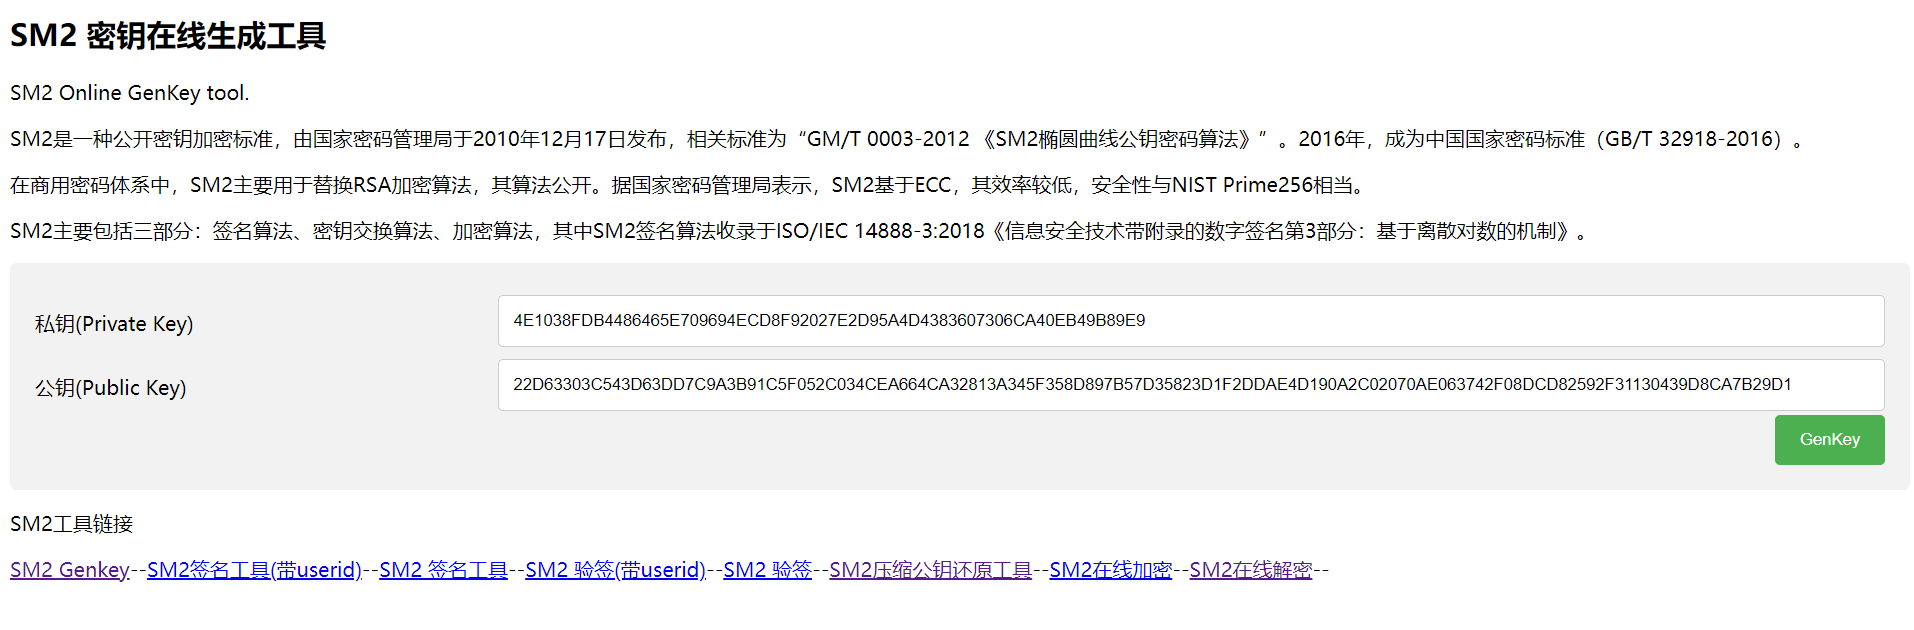 SM2 密钥在线生成工具
SM2 Online GenKey tool.
SM2是一种公开密钥加密标准，由国家密码管理局于2010年12月17日发布，相关标准为“GM/T 0003-2012 《SM2椭圆曲线公钥密码算法》”。2016年，成为中国国家密码标准（GB/T 32918-2016）。
在商用密码体系中，SM2主要用于替换RSA加密算法，其算法公开。据国家密码管理局表示，SM2基于ECC，其效率较低，安全性与NIST Prime256相当。
SM2主要包括三部分：签名算法、密钥交换算法、加密算法，其中SM2签名算法收录于ISO/IEC 14888-3:2018《信息安全技术带附录的数字签名第3部分：基于离散对数的机制》。
私钥(Private Key)
4E1038FDB4486465E709694ECD8F92027E2D95A4D4383607306CA40EB49B89E9
公钥(Public Key)
22D63303C543D63DD7C9A3B91C5F052C034CEA664CA32813A345F358D897B57D35823D1F2DDAE4D190A2C02070AE063742F08DCD82592F31130439D8CA7B29D1
GenKey
SM2工具链接
SM2 Genkey--SM2签名工具(带userid)--SM2 签名工具--SM2 验签(带userid)--SM2 验签--SM2压缩公钥还原工具--SM2在线加密--SM2在线解密--